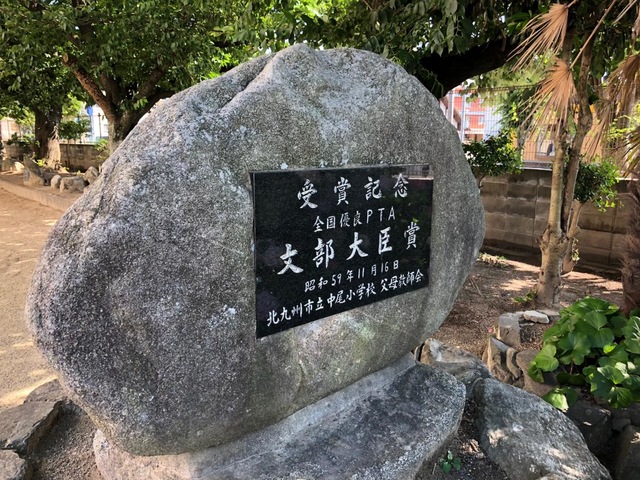 受賞記念
全国優良PTA
文部大臣賞
昭和59年11月16日
北九州市立中尾小学校 父母教師会